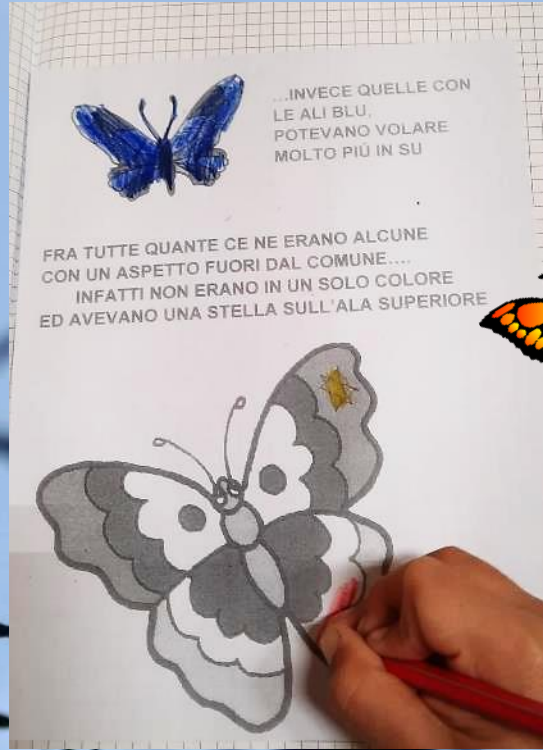 ...INVECE QUELLE CON
LE ALI BLU,
POTEVANO VOLARE
MOLTO PIÚ IN SU
FRA TUTTE QUANTE CE NE ERANO ALCUNE
CON UN ASPETTO FUORI DAL COMUNE....
INFATTI NON ERANO IN UN SOLO COLORE
ED AVEVANO UNA STELLA SULL'ALA SUPERIORE